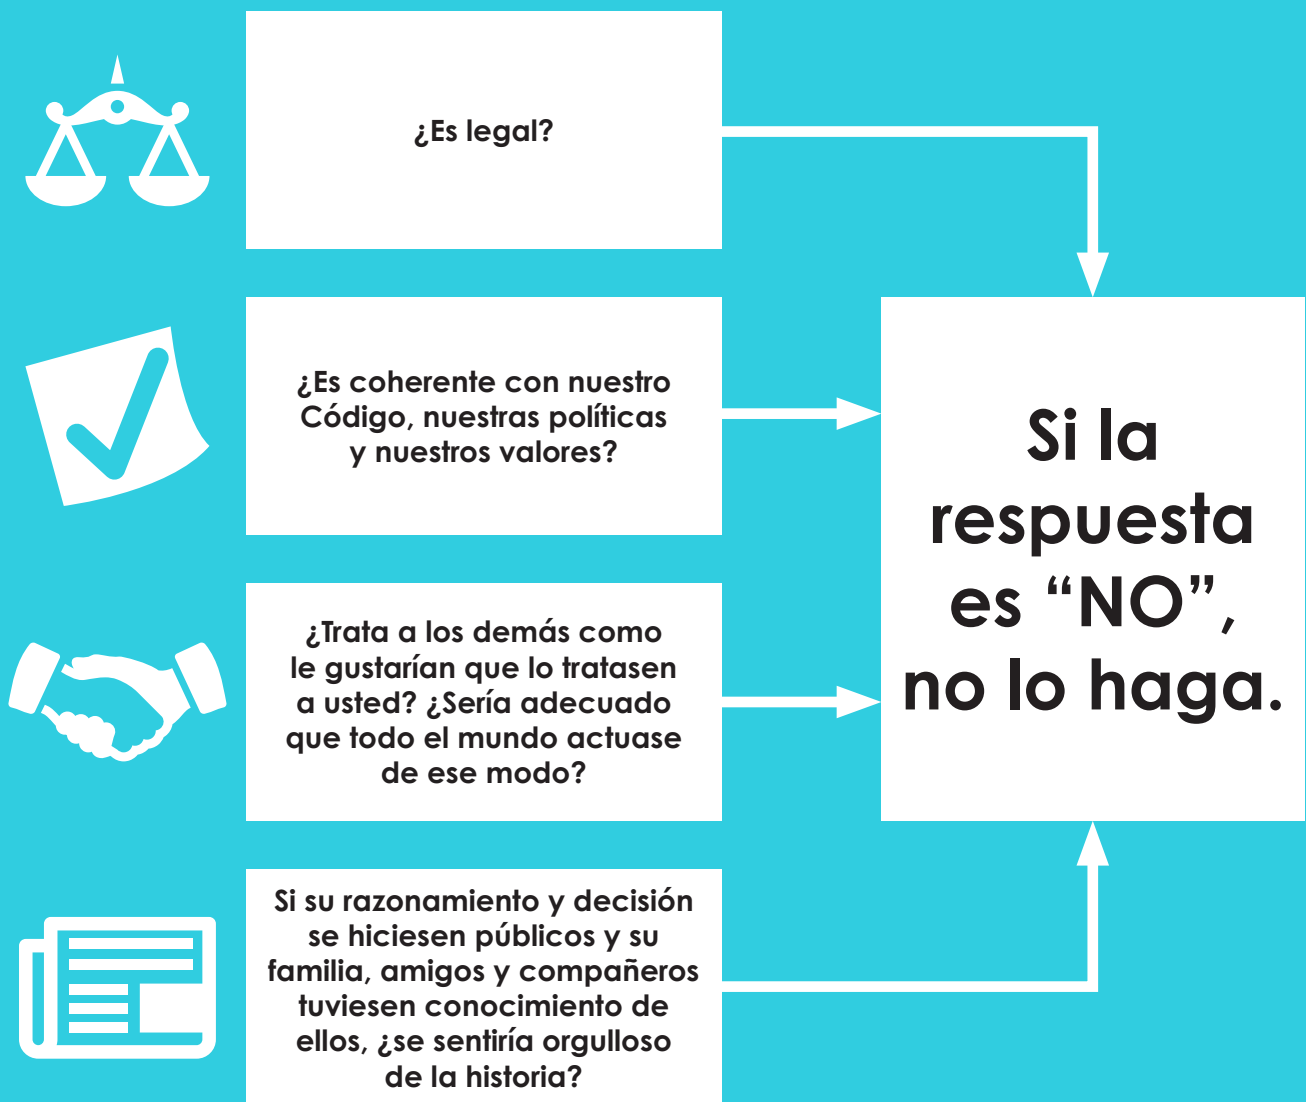 ¿Es legal?
¿Es coherente con nuestro
Código, nuestras políticas
y nuestros valores?
¿Trata a los demás como
le gustarían que lo tratasen
a usted? ¿Sería adecuado
que todo el mundo actuase
de ese modo?
Si su razonamiento y decisión
se hiciesen públicos y su
familia, amigos y compañeros
tuviesen conocimiento de
ellos, ¿se sentiría orgulloso
de la historia?
Si la
respuesta
es “NO”,
no lo haga.